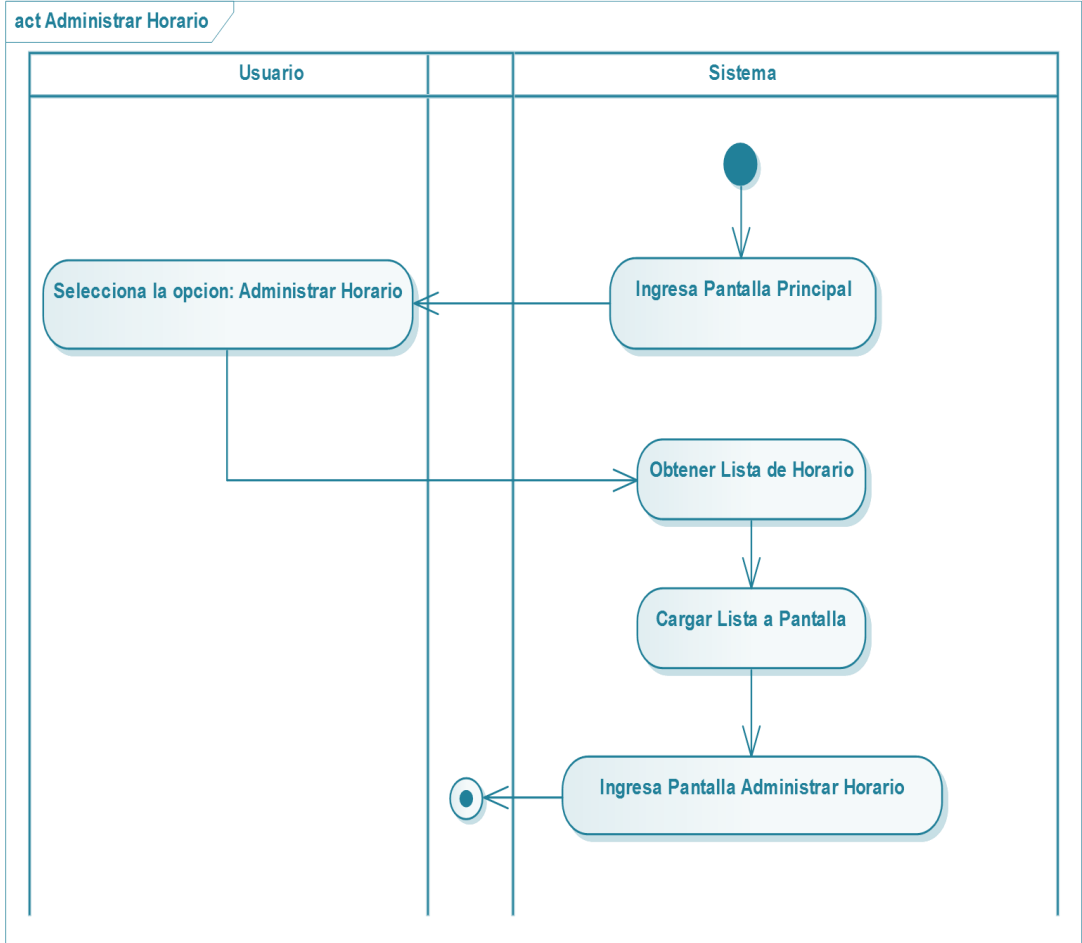 act Administrar Horario
Usuario
Sistema
Ingresa Pantalla Principal
Selecciona la opcion: Administrar Horario
Obtener Lista de Horario
Cargar Lista a Pantalla
Ingresa Pantalla Administrar Horario